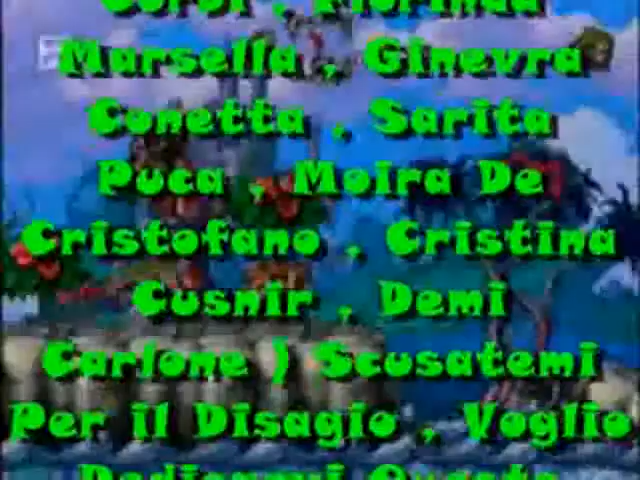 Marsella , Ginevra
Conetta , Sarita
Puca , Moira De
Cristofano , Cristina
Cusnir , Demi
Carlone ) Scusatemi
Per il Disagio , Voglio